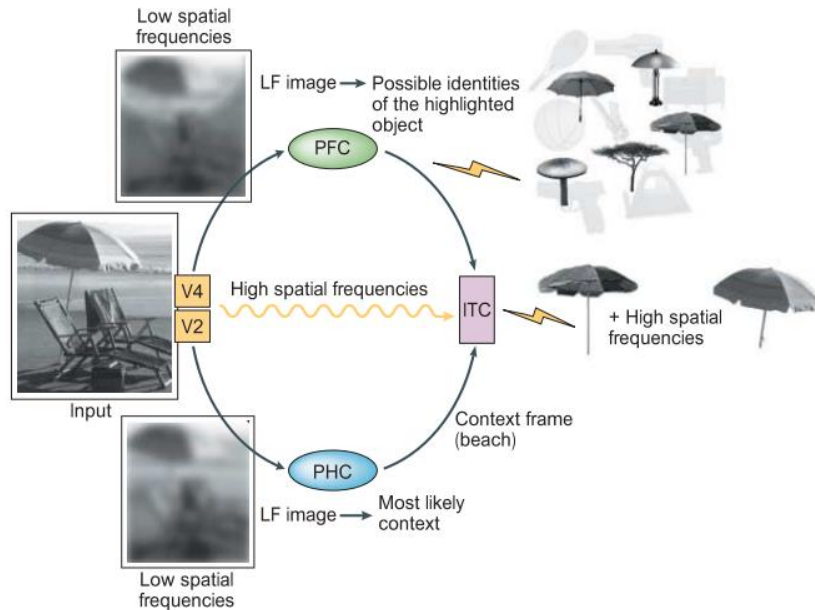 Low spatial
frequencies
LF image
Possible identities
of the highlighted
object
PFC
V4
V2
High spatial frequencies
ITC
+ High spatial
frequencies
Input
Context frame
(beach)
PHC
LF image
Most likely
context
Low spatial
frequencies